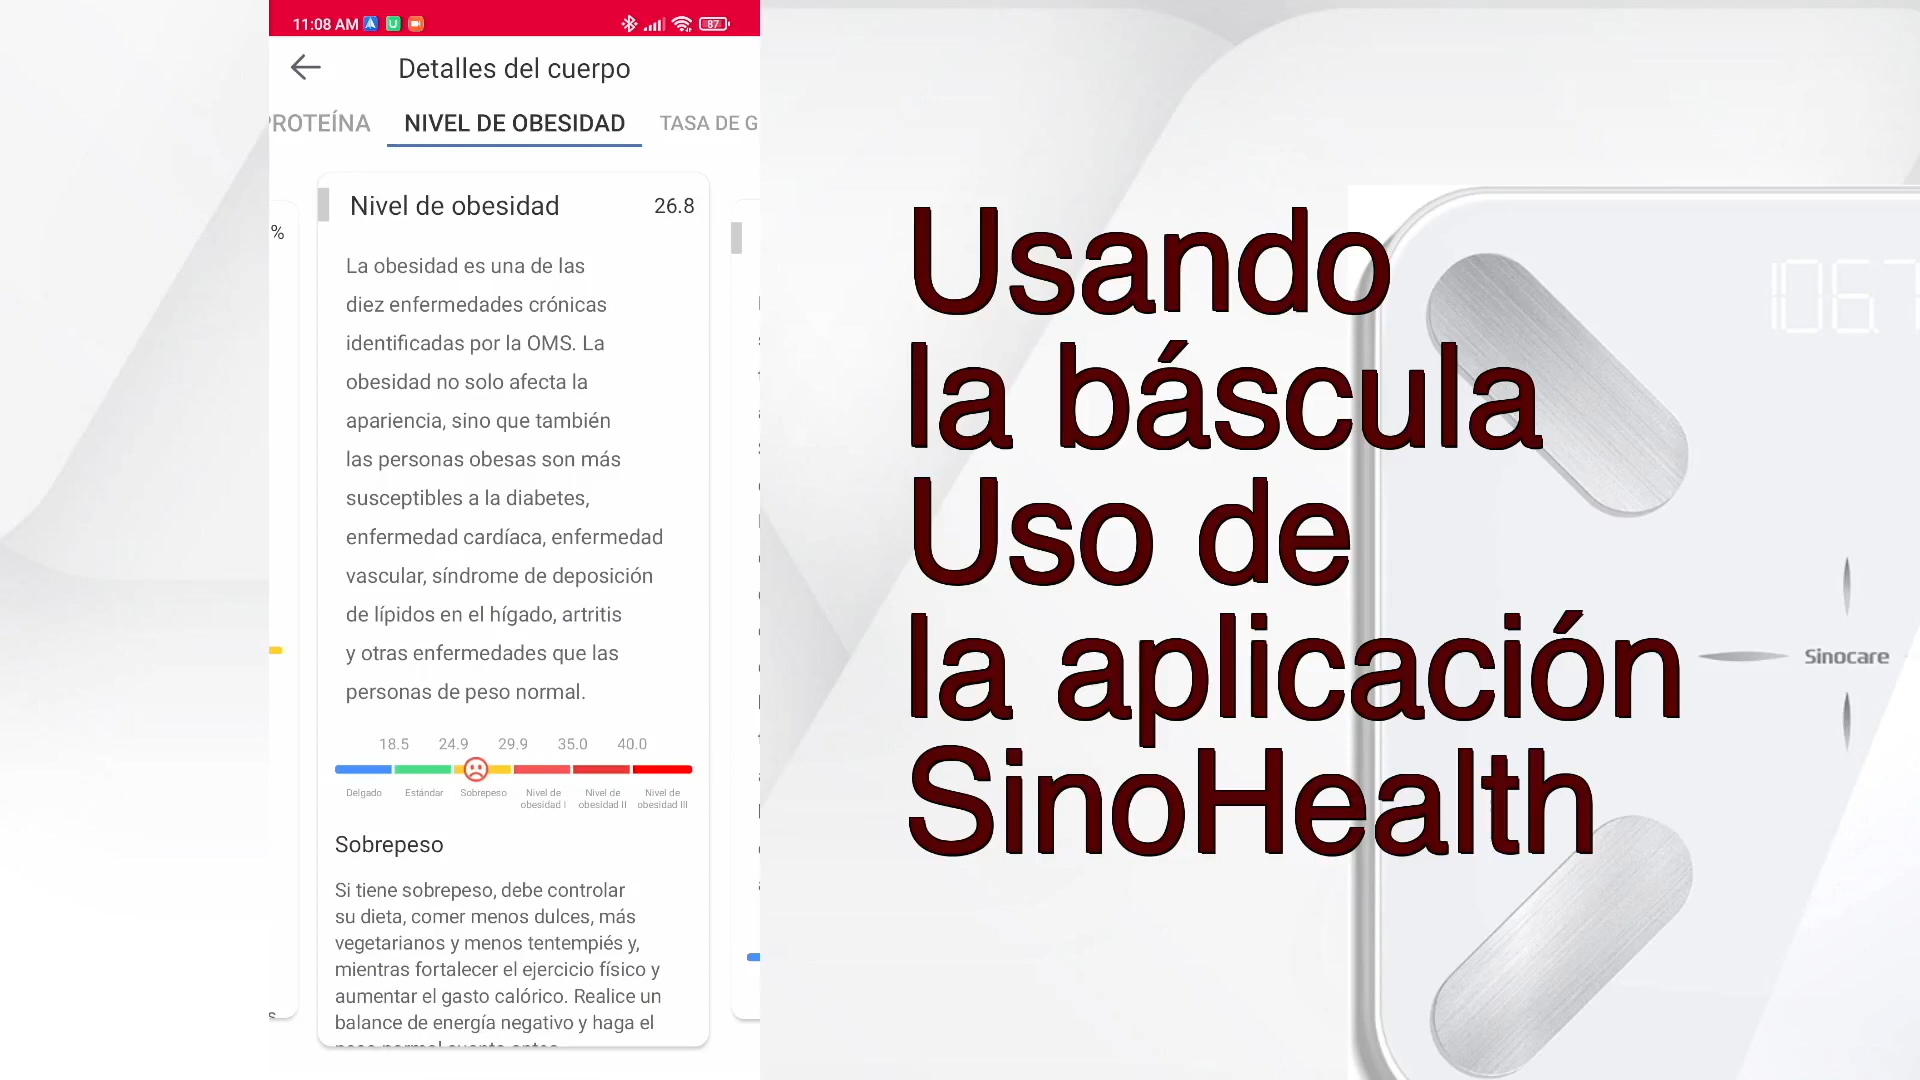 11:08 AM
87
Detalles del cuerpo
PROTEÍNA
NIVEL DE OBESIDAD
TASA DE G
Nivel de obesidad
26.8
%
La obesidad es una de las
diez enfermedades crónicas
identificadas por la OMS. La
obesidad no solo afecta la
apariencia, sino que también
las personas obesas son más
susceptibles a la diabetes,
enfermedad cardíaca, enfermedad
vascular, síndrome de deposición
de lípidos en el hígado, artritis
y otras enfermedades que las
personas de peso normal.
18.5 24.9 29.9 35.0 40.0
Delgado Estándar Sobrepeso Nivel de obesidad I Nivel de obesidad II Nivel de obesidad III
Sobrepeso
Si tiene sobrepeso, debe controlar
su dieta, comer menos dulces, más
vegetarianos y menos tentempiés y,
mientras fortalecer el ejercicio físico y
aumentar el gasto calórico. Realice un
balance de energía negativo y haga el
Usando
la báscula
Uso de
la aplicación
SinoHealth
106.7
Sinocare